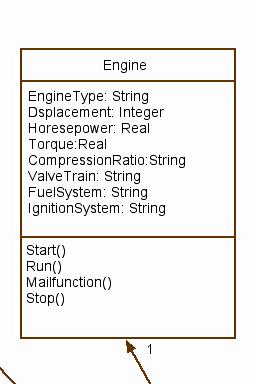 Engine
EngineType: String
Dsplacement: Integer
Horesepower: Real
Torque:Real
CompressionRatio:String
ValveTrain: String
FuelSystem: String
IgnitionSystem: String
Start()
Run()
Mailfunction()
Stop()
1